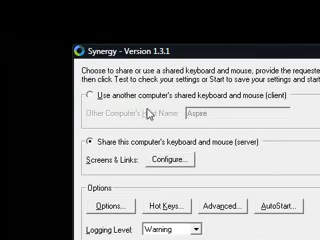 Synergy - Version 1.3.1
Choose to share or use a shared keyboard and mouse, provide the requeste
then click Test to check your settings or Start to save your settings and start
Use another computer's shared keyboard and mouse (client)
Other Computer's Host Name: Aspire
Share this computer's keyboard and mouse (server)
Screens & Links: Configure...
Options
Options... Hot Keys... Advanced... AutoStart...
Logging Level: Warning